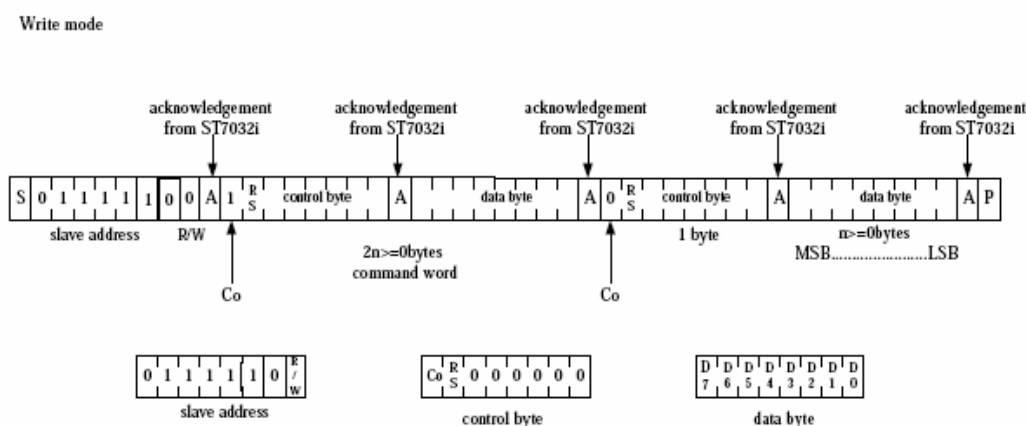 Write mode
acknowledgement from ST7032i
acknowledgement from ST7032i
acknowledgement from ST7032i
acknowledgement from ST7032i
acknowledgement from ST7032i
S 0 1 1 1 1 1 0 0 A 1 RS control byte A data byte A 0 RS control byte A data byte A P
slave address R/W 1 byte n>=0bytes
2n>=0bytes MSB........................LSB
command word
Co Co
0 1 1 1 1 1 0 R/W Co RS 0 0 0 0 0 0 D7 D6 D5 D4 D3 D2 D1 D0
slave address control byte data byte